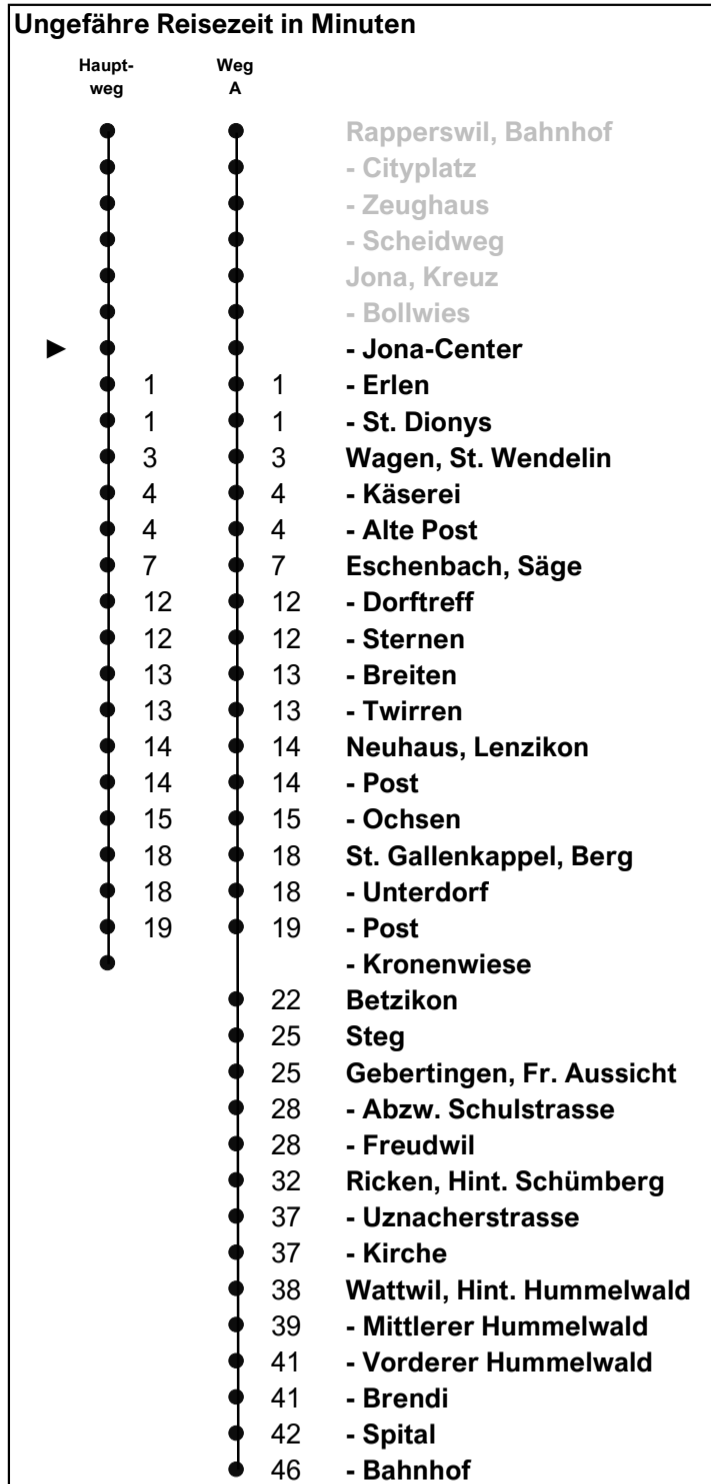 Ungefähre Reisezeit in Minuten
Haupt- Weg
weg A
Rapperswil, Bahnhof
- Cityplatz
- Zeughaus
- Scheidweg
Jona, Kreuz
- Bollwies
- Jona-Center
1 1 - Erlen
1 1 - St. Dionys
3 3 Wagen, St. Wendelin
4 4 - Käserei
4 4 - Alte Post
7 7 Eschenbach, Säge
12 12 - Dorftreff
12 12 - Sternen
13 13 - Breiten
13 13 - Twirren
14 14 Neuhaus, Lenzikon
14 14 - Post
15 15 - Ochsen
18 18 St. Gallenkappel, Berg
18 18 - Unterdorf
19 19 - Post
- Kronenwiese
22 Betzikon
25 Steg
25 Gebertingen, Fr. Aussicht
28 - Abzw. Schulstrasse
28 - Freudwil
32 Ricken, Hint. Schümberg
37 - Uznacherstrasse
37 - Kirche
38 Wattwil, Hint. Hummelwald
39 - Mittlerer Hummelwald
41 - Vorderer Hummelwald
41 - Brendi
42 - Spital
46 - Bahnhof